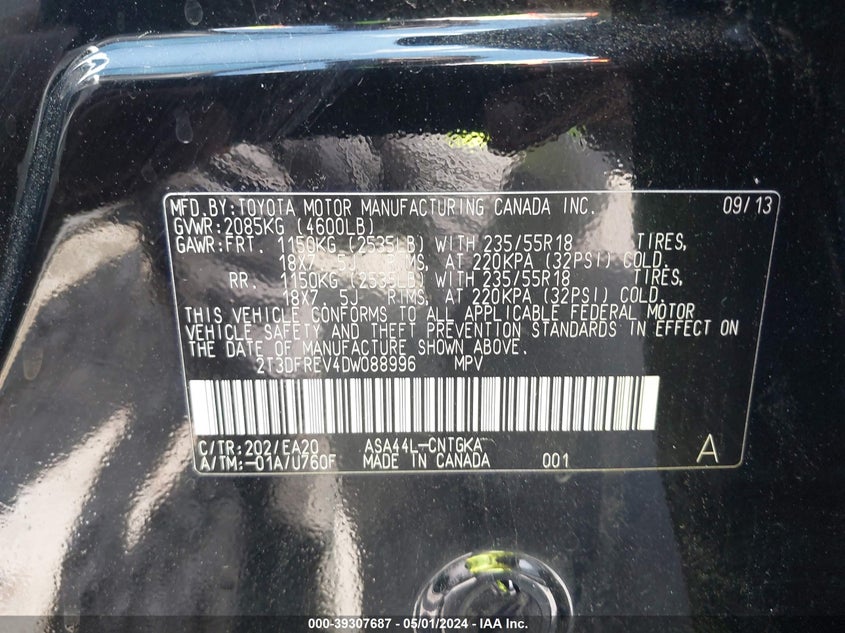 MFD.BY:TOYOTA MOTOR MANUFACTURING CANADA INC. 09/13
GVWR:2085KG (4600LB)
GAWR:FRT. 1150KG (2535LB) WITH 235/55R18 TIRES,
18X7 5J RIMS, AT 220KPA (32PSI) COLD.
RR. 1150KG (2535LB) WITH 235/55R18 TIRES,
18X7 5J RIMS, AT 220KPA (32PSI) COLD.
THIS VEHICLE CONFORMS TO ALL APPLICABLE FEDERAL MOTOR
VEHICLE SAFETY AND THEFT PREVENTION STANDARDS IN EFFECT ON
THE DATE OF MANUFACTURE SHOWN ABOVE.
2T3DFREV4DW088996 MPV
C/TR:202/EA20 ASA44L-CNTGKA
A/TM:-01A/U760F MADE IN CANADA 001 A
000-39307687 - 05/01/2024 - IAA Inc.